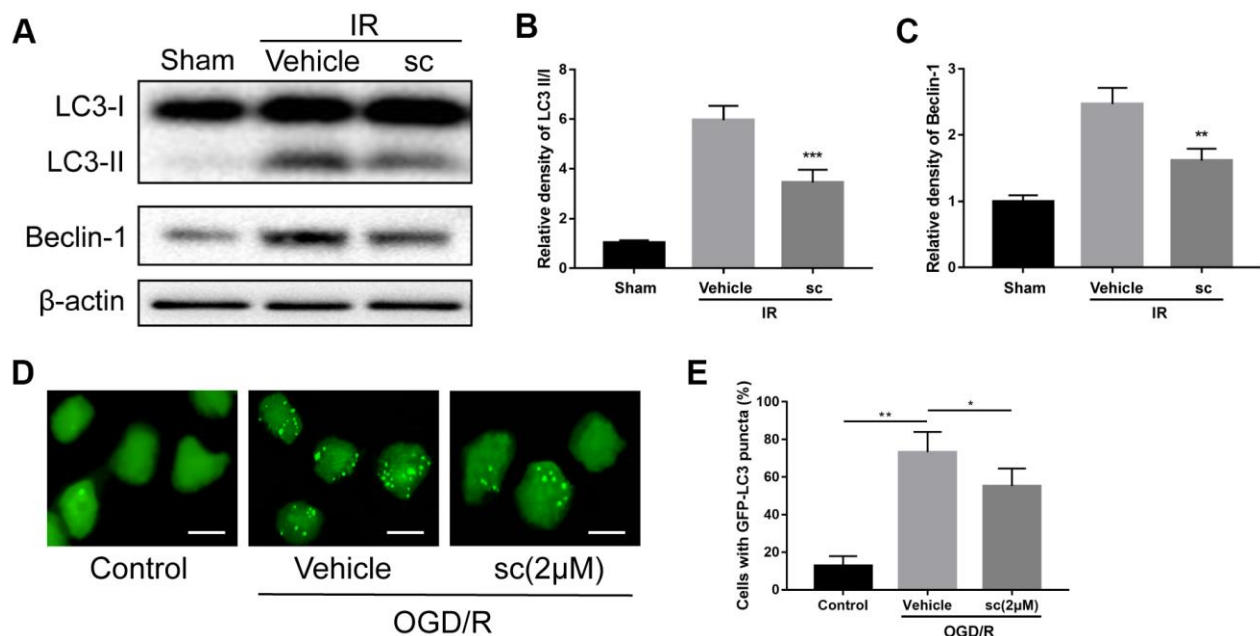 A
IR
Sham Vehicle sc
LC3-I
LC3-II
Beclin-1
β-actin
B
Relative density of LC3 II/I
8
6
4
2
0
***
Sham Vehicle sc
IR
C
Relative density of Beclin-1
3
2
1
0
**
Sham Vehicle sc
IR
D
Control Vehicle sc(2μM)
OGD/R
E
Cells with GFP-LC3 puncta (%)
100
80
60
40
20
0
** *
Control Vehicle sc(2μM)
OGD/R